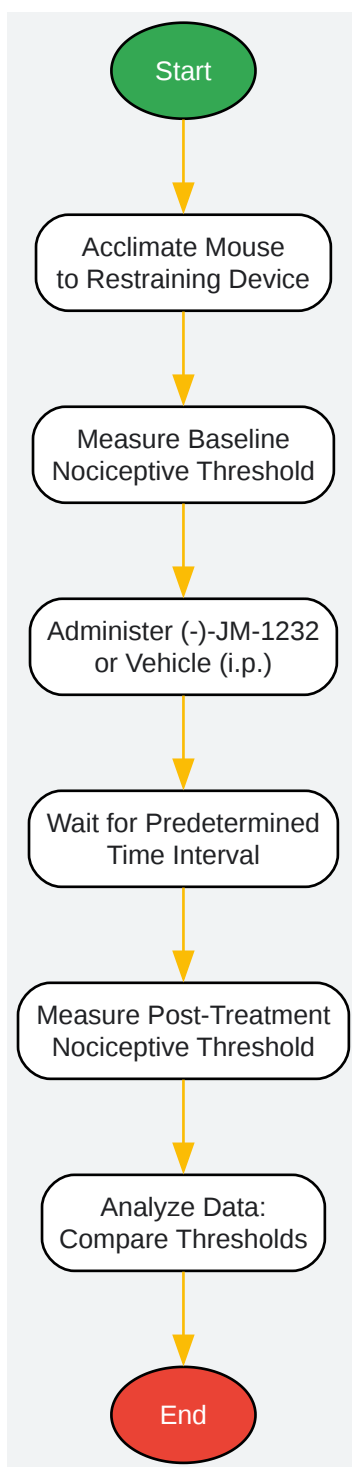 Start
Acclimate Mouse
to Restraining Device
Measure Baseline
Nociceptive Threshold
Administer (-)-JM-1232
or Vehicle (i.p.)
Wait for Predetermined
Time Interval
Measure Post-Treatment
Nociceptive Threshold
Analyze Data:
Compare Thresholds
End